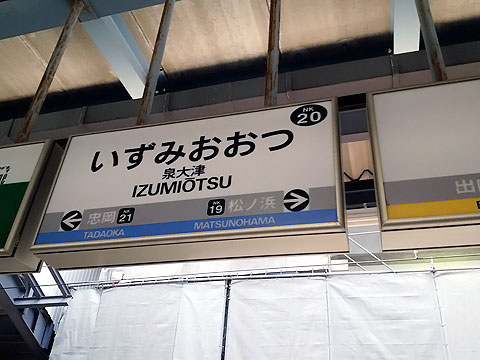 NK
20
いずみおおつ
泉大津
IZUMIOTSU
忠岡 NK 21 NK 19 松ノ浜
TADAOKA MATSUNOHAMA
出